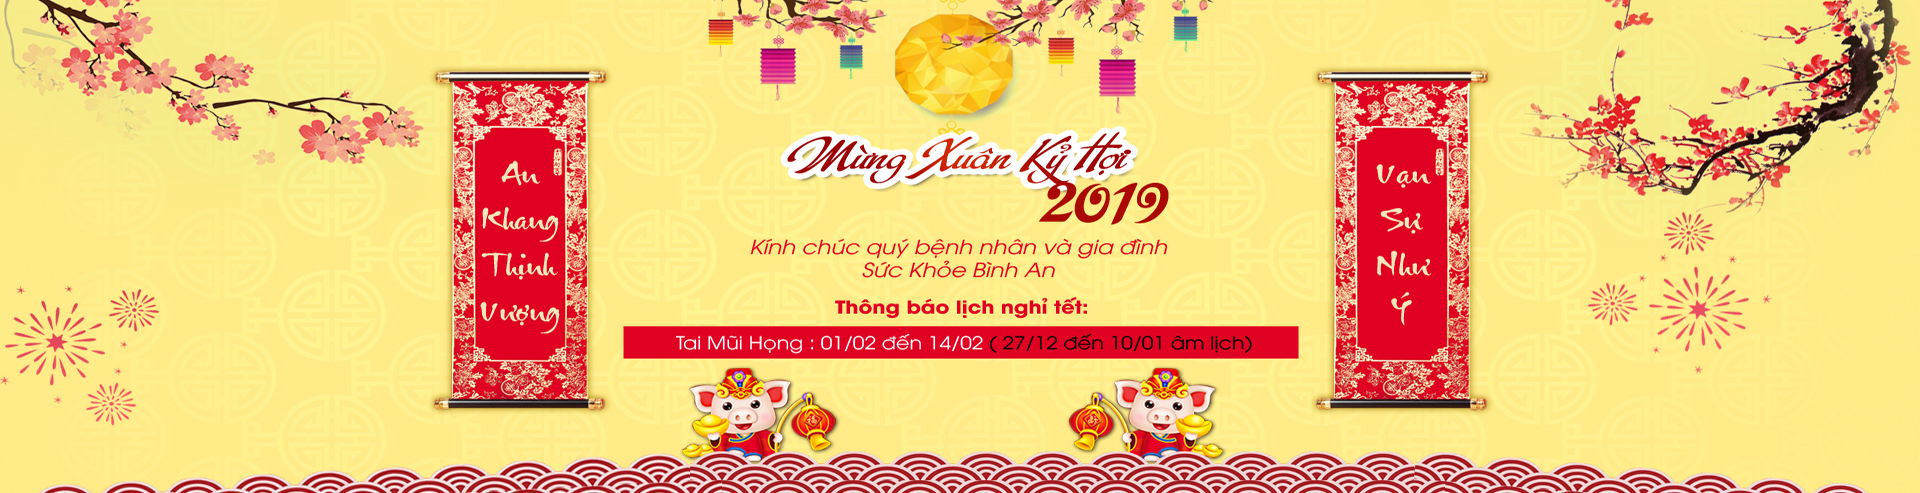 An
Khang
Thịnh
Vượng
Mừng Xuân Kỷ Hợi
2019
Kính chúc quý bệnh nhân và gia đình
Sức Khỏe Bình An
Thông báo lịch nghỉ tết:
Tai Mũi Họng : 01/02 đến 14/02 ( 27/12 đến 10/01 âm lịch)
Vạn
Sự
Như
Ý